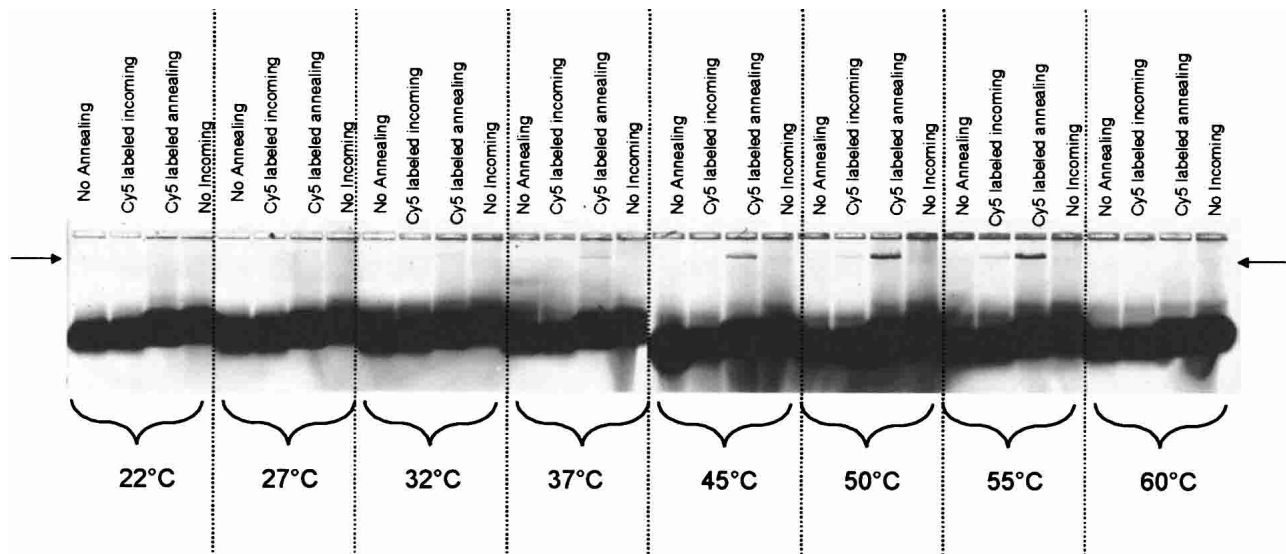 No Annealing
Cy5 labeled incoming
Cy5 labeled annealing
No Incoming
No Annealing
Cy5 labeled incoming
Cy5 labeled annealing
No Incoming
No Annealing
Cy5 labeled incoming
Cy5 labeled annealing
No Incoming
No Annealing
Cy5 labeled incoming
Cy5 labeled annealing
No Incoming
No Annealing
Cy5 labeled incoming
Cy5 labeled annealing
No Incoming
No Annealing
Cy5 labeled incoming
Cy5 labeled annealing
No Incoming
No Annealing
Cy5 labeled incoming
Cy5 labeled annealing
No Incoming
No Annealing
Cy5 labeled incoming
Cy5 labeled annealing
No Incoming
22°C 27°C 32°C 37°C 45°C 50°C 55°C 60°C